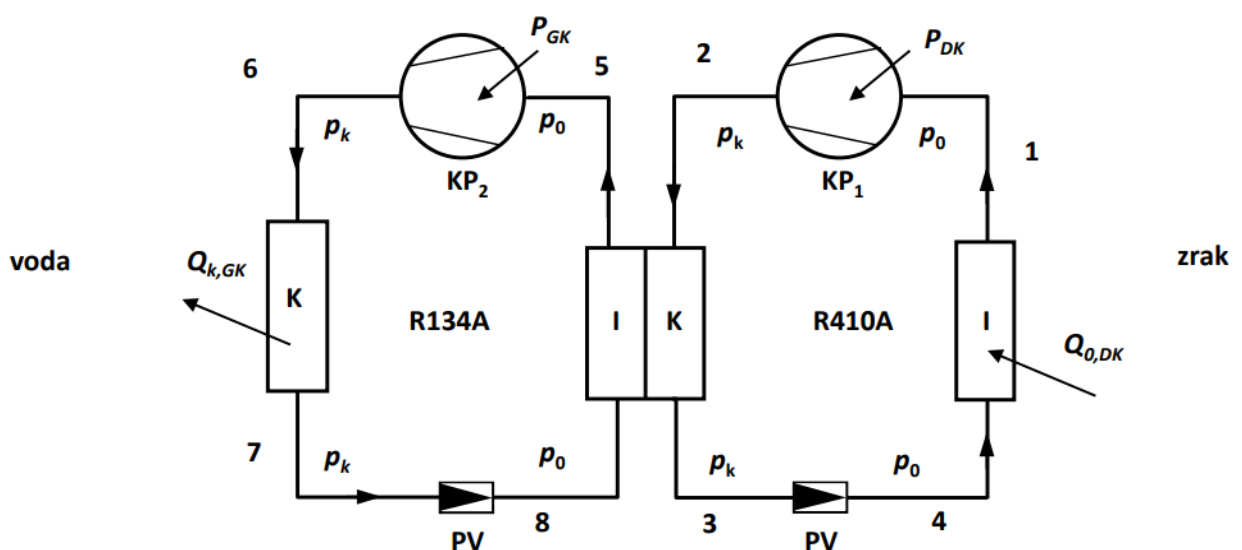 6
P_GK
5
2
P_DK
p_k
p_0
p_k
p_0
1
KP_2
KP_1
voda
Q_k,GK
K
R134A
I
K
R410A
I
zrak
Q_0,DK
7
p_k
p_0
p_k
p_0
8
3
4
PV
PV